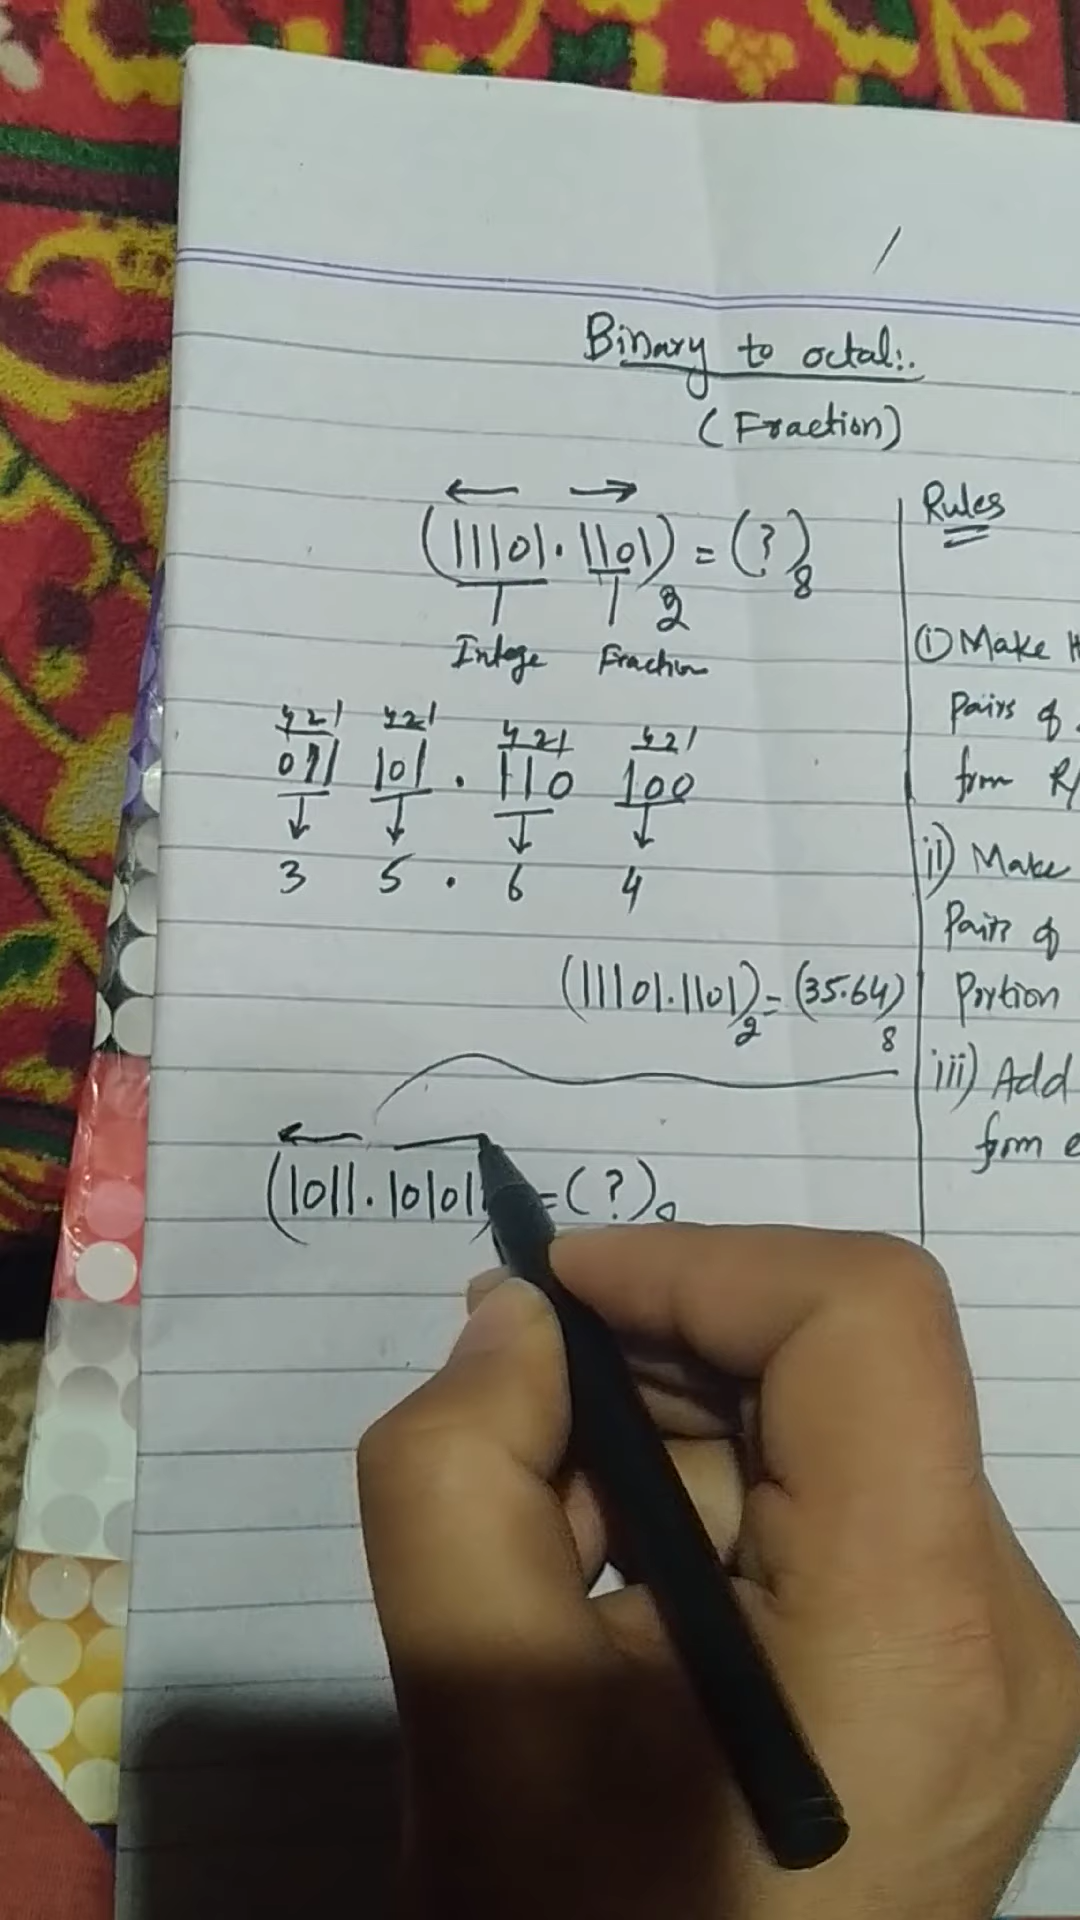 Binary to octal:.
(Fraction)
(11101.1101)2 = (?)8
Intege Fraction
421 421 421 421
011 101 . 110 100
3 5 . 6 4
(11101.1101)2 = (35.64)8
(1011.10101 = (?)
Rules
(i) Make
Pairs of
from R/
ii) Make
Pairs of
Portion
iii) Add
from e